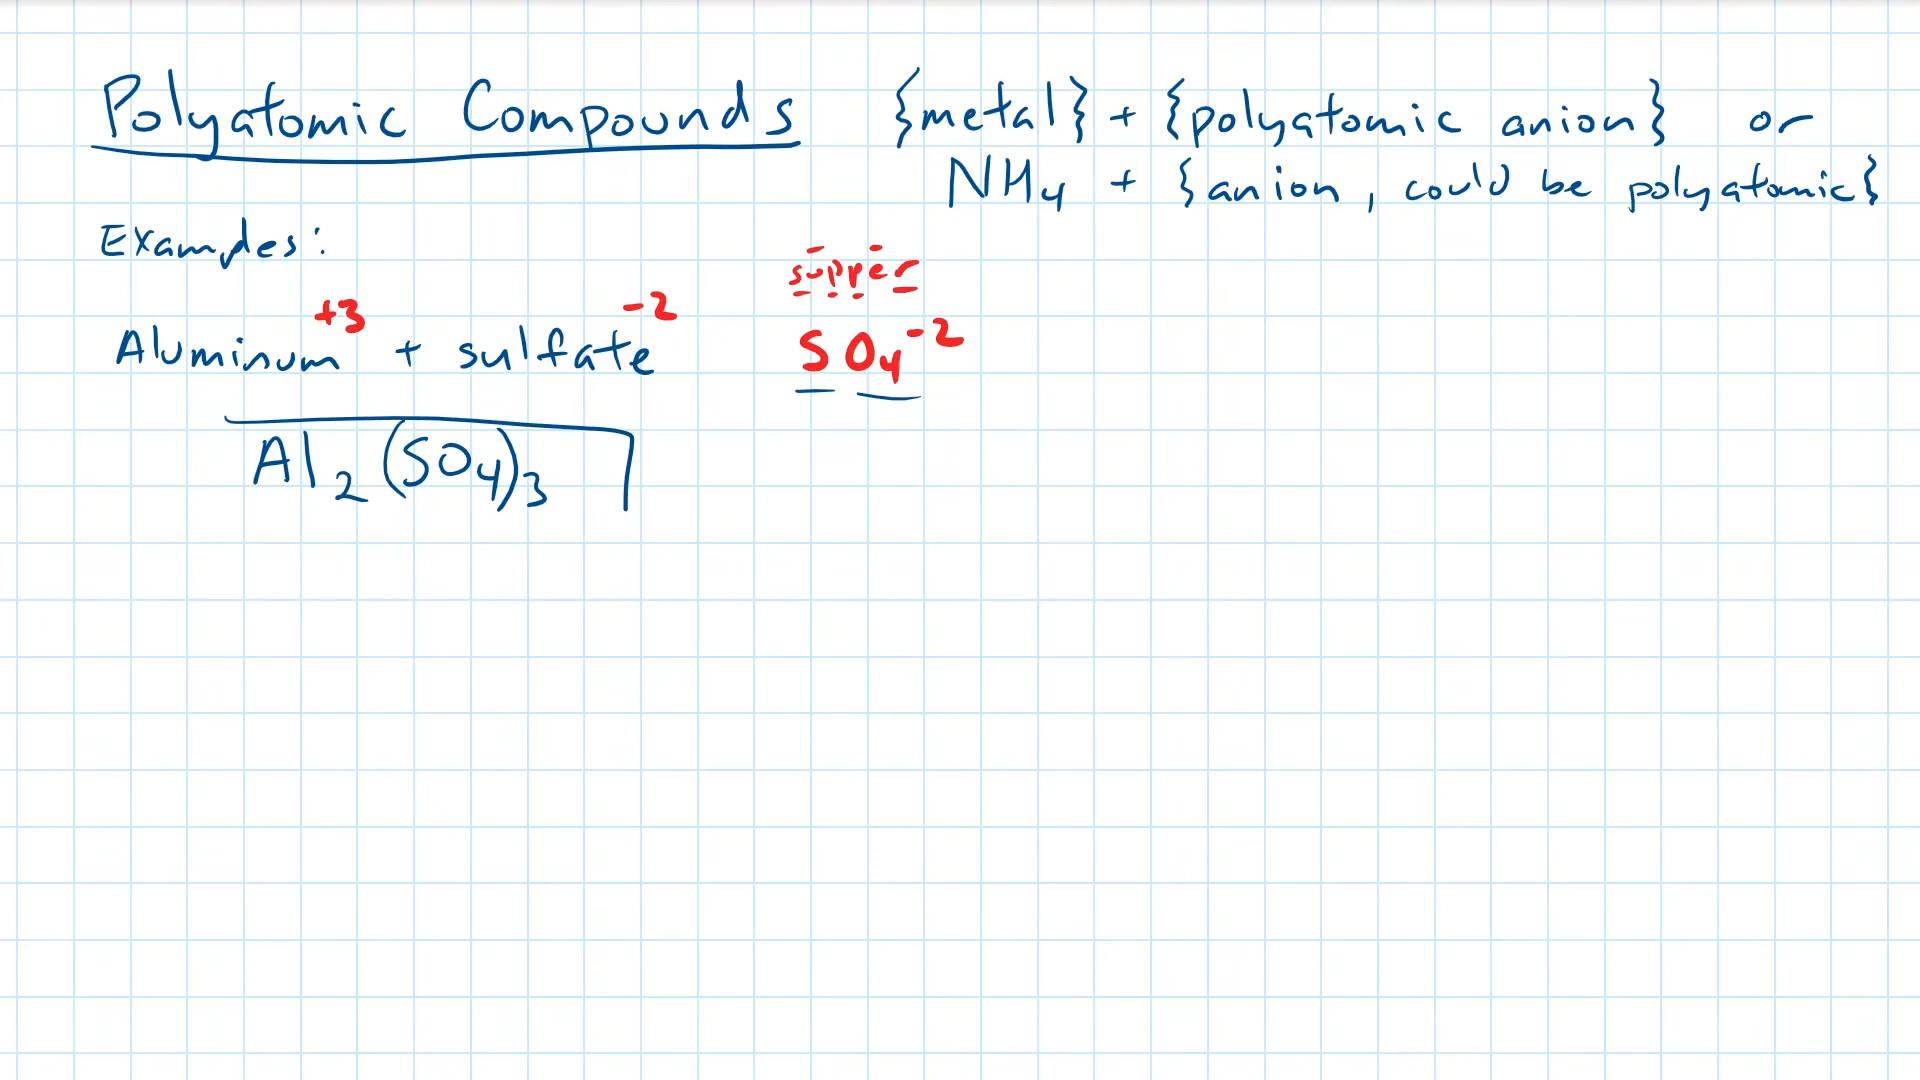 Polyatomic Compounds {metal} + {polyatomic anion} or
NH4 + {anion, could be polyatomic}
Examples:
supper
Aluminum+3 + sulfate-2 SO4-2
Al2(SO4)3